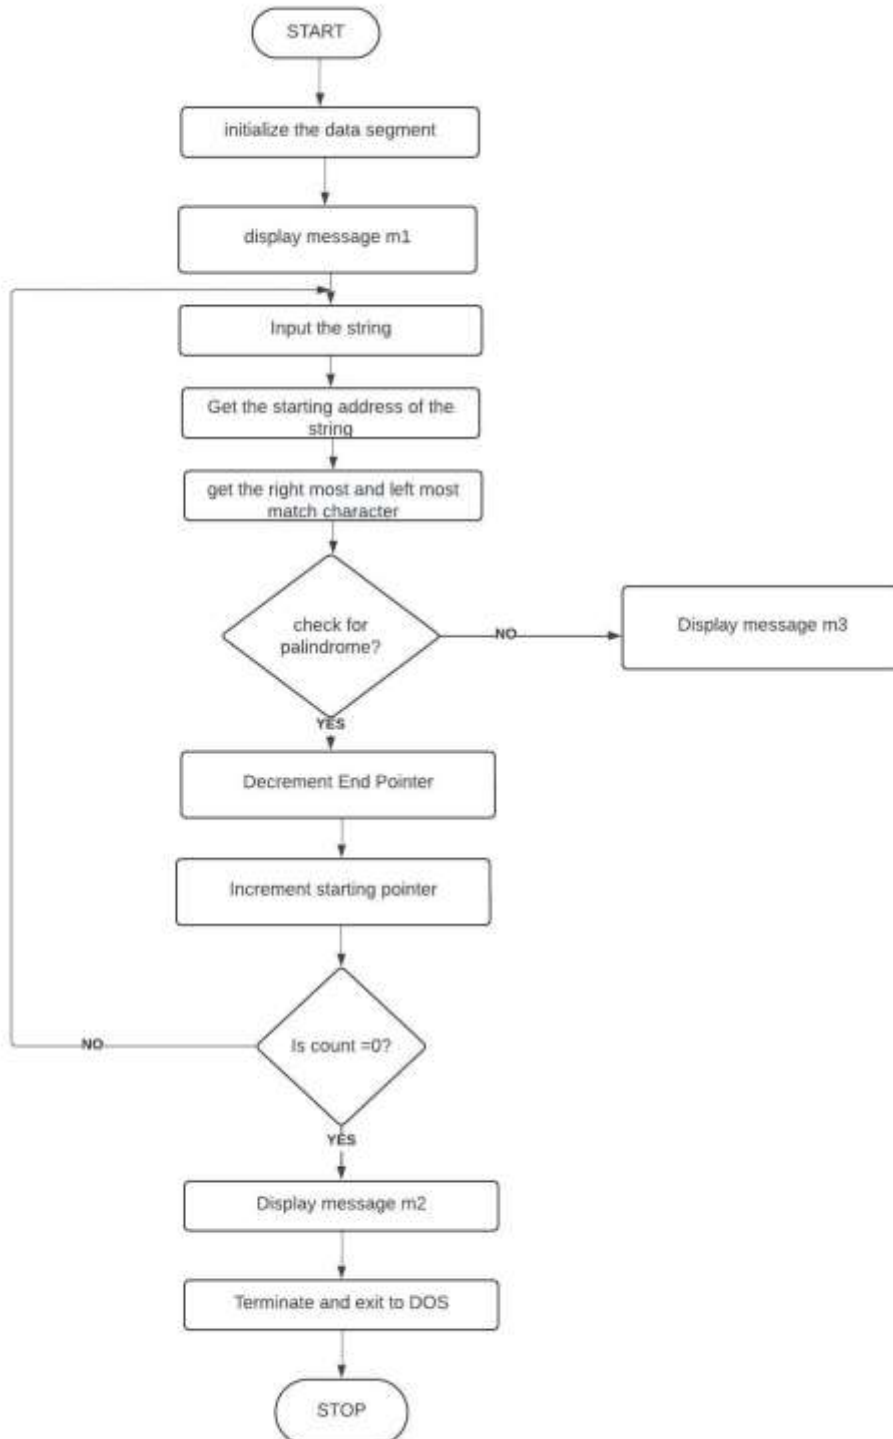 START
initialize the data segment
display message m1
Input the string
Get the starting address of the
string
get the right most and left most
match character
check for
palindrome?
NO
Display message m3
YES
Decrement End Pointer
Increment starting pointer
Is count =0?
NO
YES
Display message m2
Terminate and exit to DOS
STOP